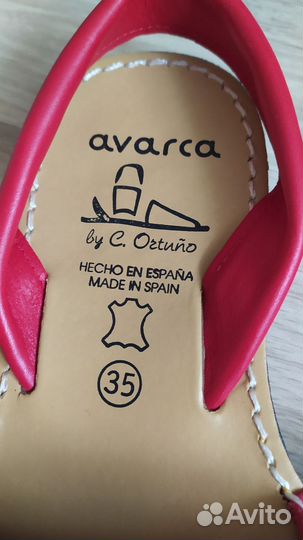 avarca
by C. Ortuño
HECHO EN ESPAÑA
MADE IN SPAIN
35
Avito